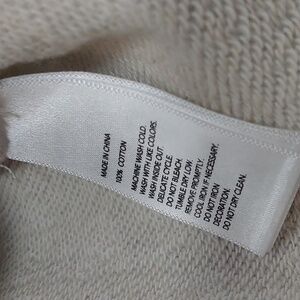 MADE IN CHINA
100% COTTON
MACHINE WASH COLD.
WASH WITH LIKE COLORS.
WASH INSIDE OUT.
DELICATE CYCLE.
DO NOT BLEACH.
TUMBLE DRY LOW.
REMOVE PROMPTLY.
COOL IRON IF NECESSARY.
DO NOT IRON
DECORATION.
DO NOT DRY CLEAN.